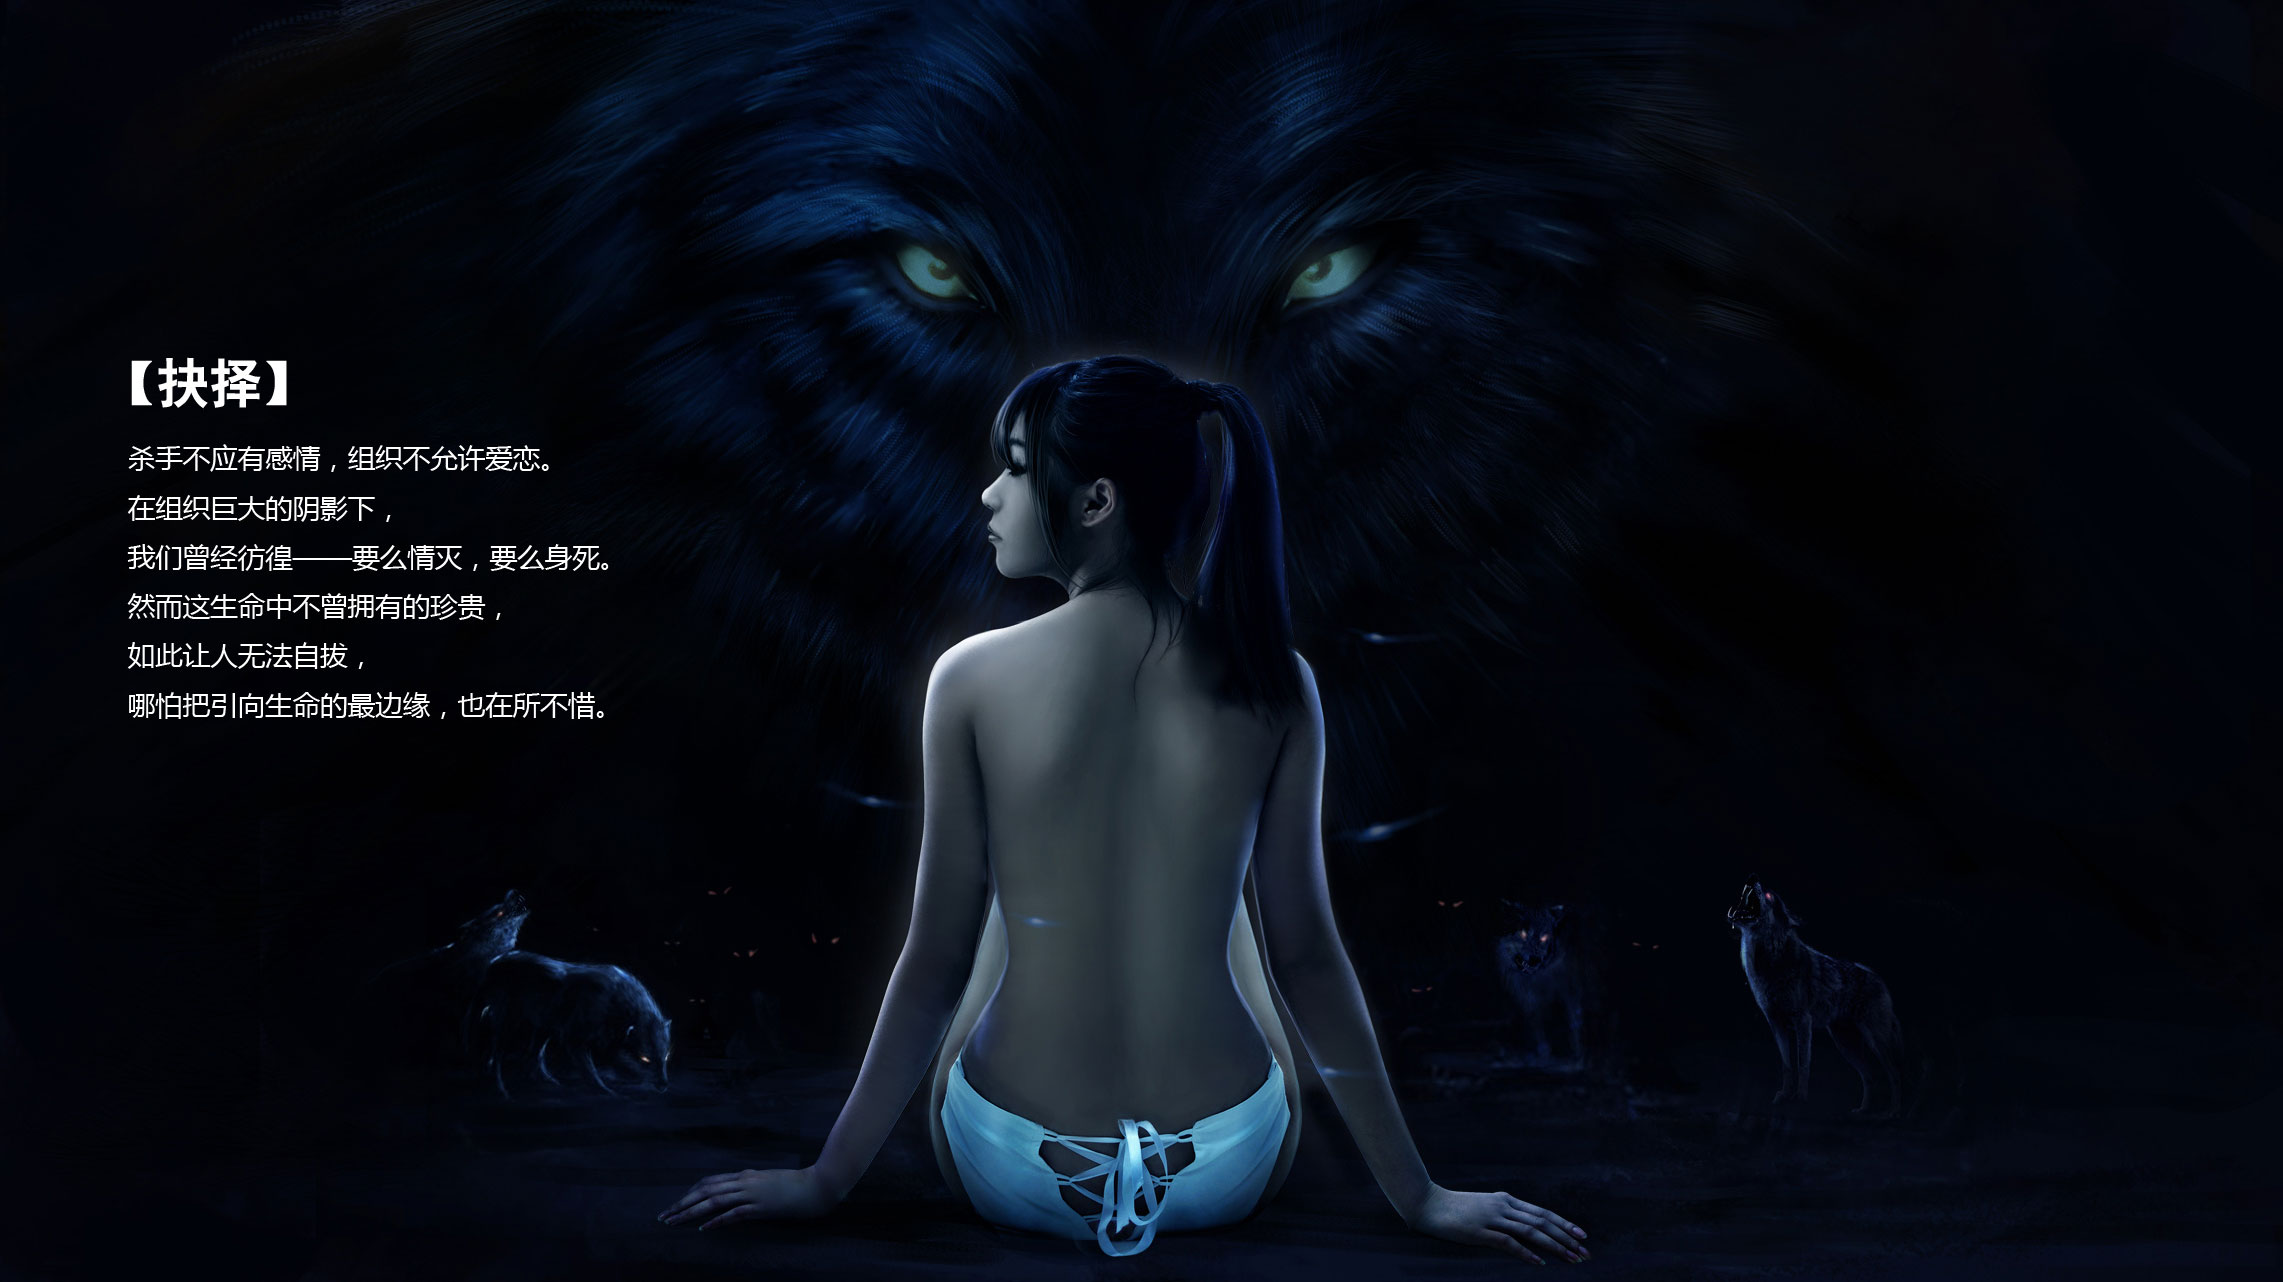 【抉择】
杀手不应有感情，组织不允许爱恋。
在组织巨大的阴影下，
我们曾经彷徨——要么情灭，要么身死。
然而这生命中不曾拥有的珍贵，
如此让人无法自拔，
哪怕把引向生命的最边缘，也在所不惜。